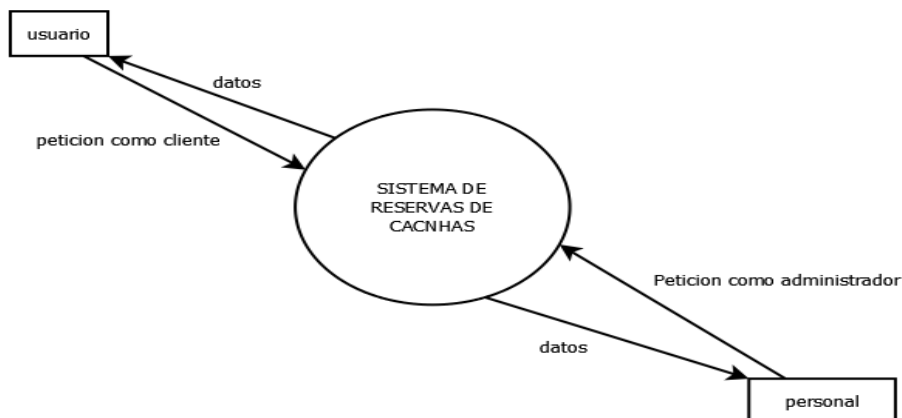 usuario
datos
peticion como cliente
SISTEMA DE
RESERVAS DE
CACNHAS
Peticion como administrador
datos
personal